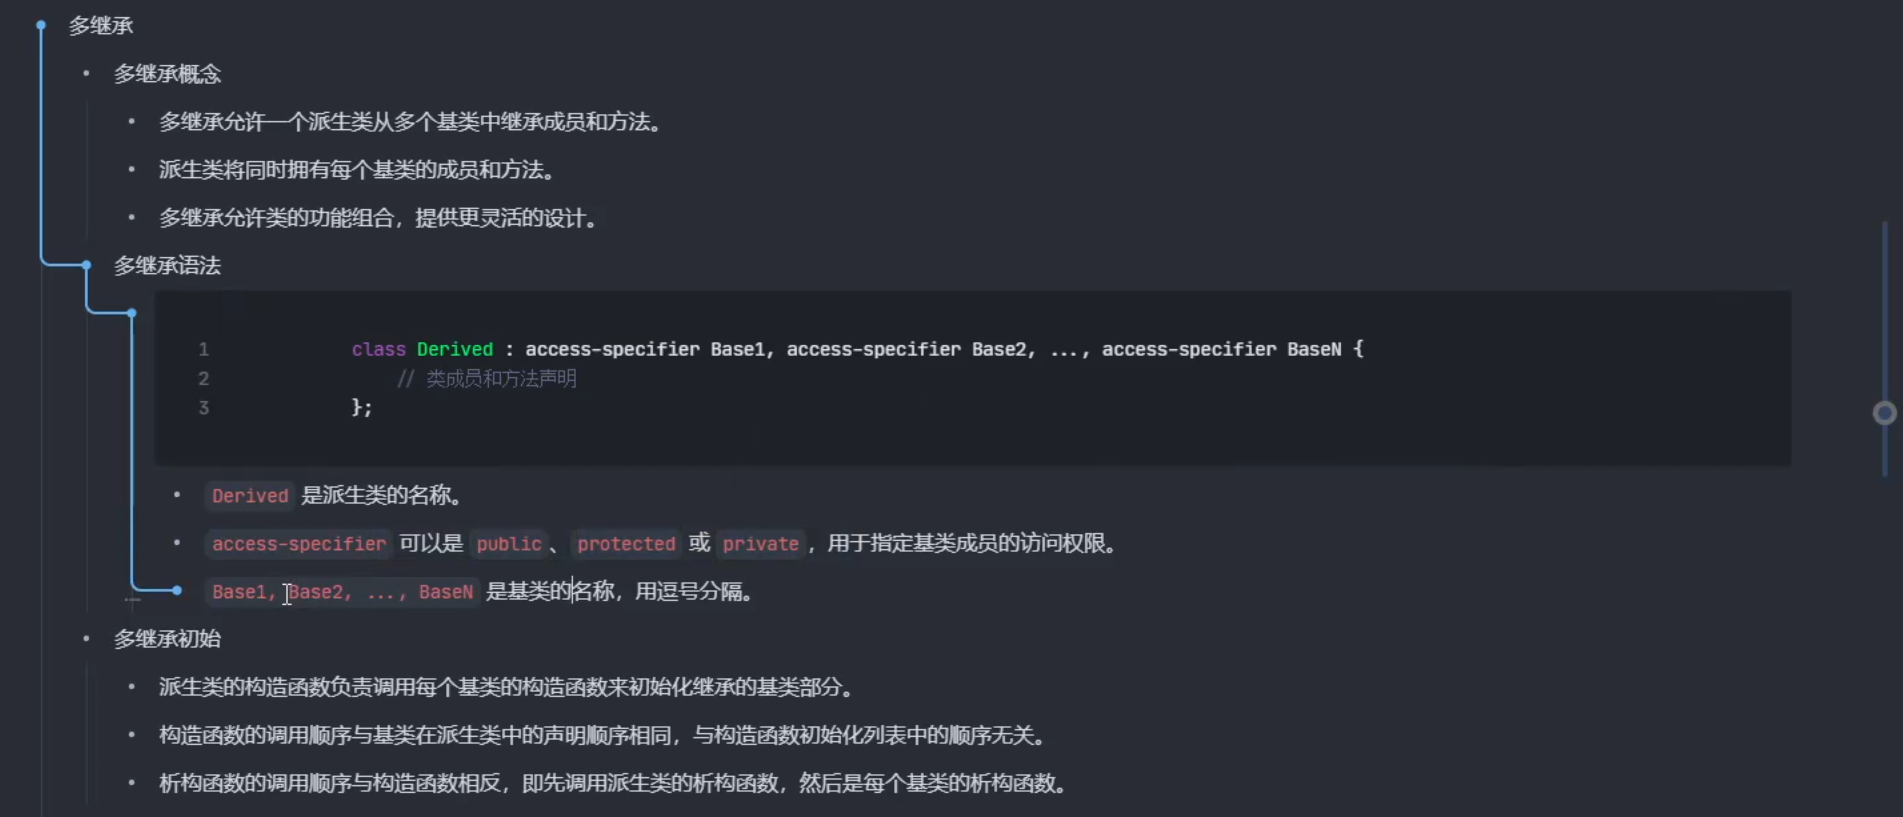 多继承
多继承概念
多继承允许一个派生类从多个基类中继承成员和方法。
派生类将同时拥有每个基类的成员和方法。
多继承允许类的功能组合，提供更灵活的设计。
多继承语法
1 class Derived : access-specifier Base1, access-specifier Base2, ..., access-specifier BaseN {
2 // 类成员和方法声明
3 };
Derived 是派生类的名称。
access-specifier 可以是 public 、 protected 或 private ，用于指定基类成员的访问权限。
Base1, Base2, ..., BaseN 是基类的名称，用逗号分隔。
多继承初始
派生类的构造函数负责调用每个基类的构造函数来初始化继承的基类部分。
构造函数的调用顺序与基类在派生类中的声明顺序相同，与构造函数初始化列表中的顺序无关。
析构函数的调用顺序与构造函数相反，即先调用派生类的析构函数，然后是每个基类的析构函数。